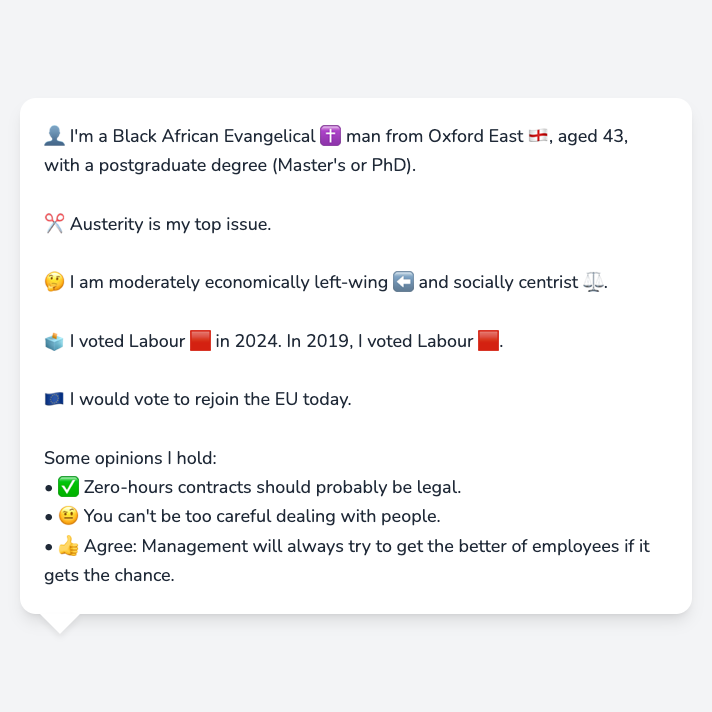 👤 I'm a Black African Evangelical ✝️ man from Oxford East 🏴󠁧󠁢󠁥󠁮󠁧󠁿, aged 43,
with a postgraduate degree (Master's or PhD).
✂️ Austerity is my top issue.
🤔 I am moderately economically left-wing ⬅️ and socially centrist ⚖️.
🗳️ I voted Labour 🟥 in 2024. In 2019, I voted Labour 🟥.
🇪🇺 I would vote to rejoin the EU today.
Some opinions I hold:
• ✅ Zero-hours contracts should probably be legal.
• 🤨 You can't be too careful dealing with people.
• 👍 Agree: Management will always try to get the better of employees if it
gets the chance.